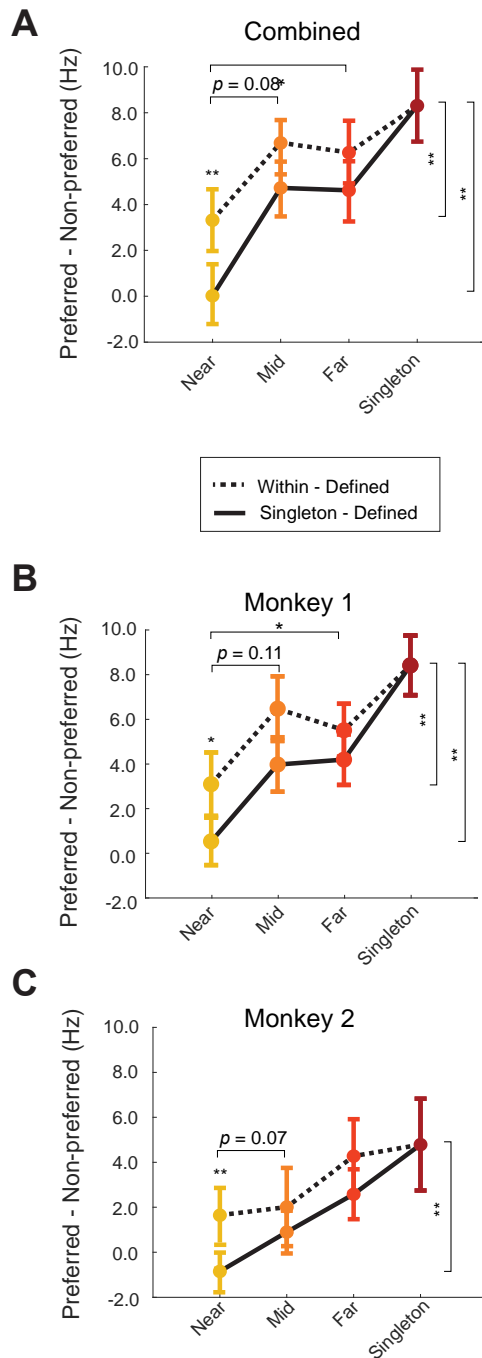 A
Combined
Preferred - Non-preferred (Hz)
10.0
8.0
6.0
4.0
2.0
0.0
-2.0
p = 0.08
*
**
**
**
Near
Mid
Far
Singleton
Within - Defined
Singleton - Defined
B
Monkey 1
Preferred - Non-preferred (Hz)
10.0
8.0
6.0
4.0
2.0
0.0
-2.0
*
p = 0.11
*
**
**
Near
Mid
Far
Singleton
C
Monkey 2
Preferred - Non-preferred (Hz)
10.0
8.0
6.0
4.0
2.0
0.0
-2.0
p = 0.07
**
**
Near
Mid
Far
Singleton